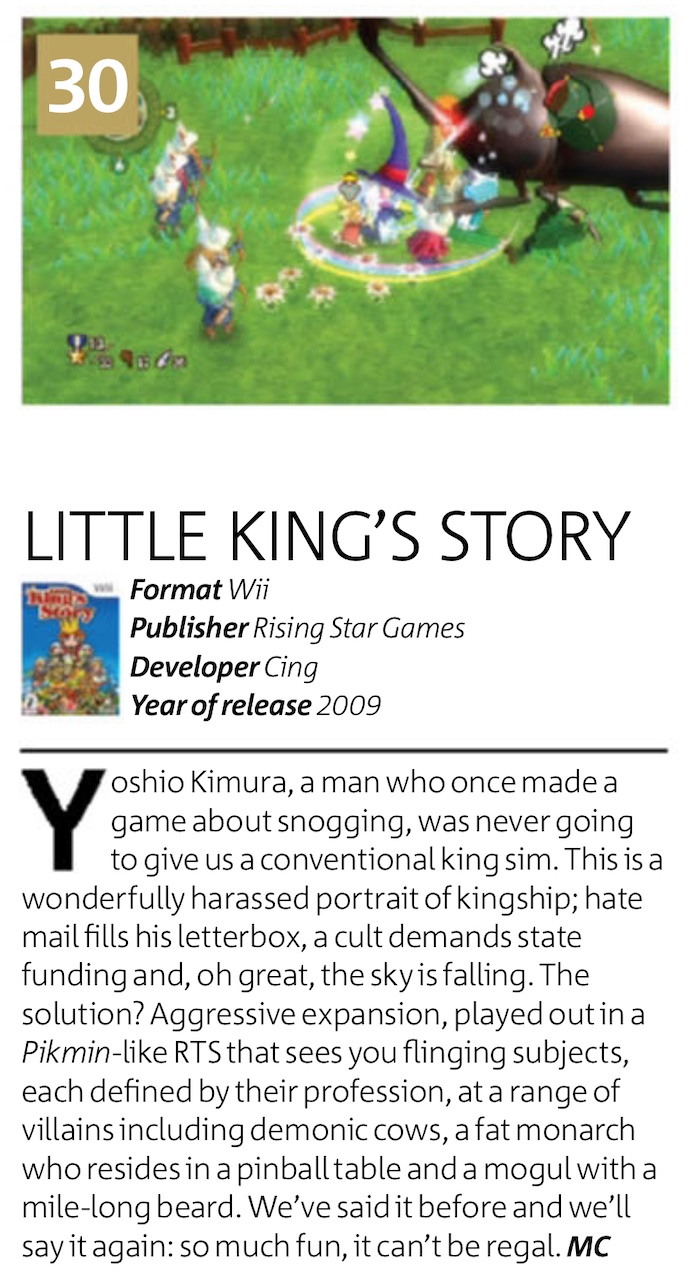 30
LITTLE KING’S STORY
Wii
King's
Story
Format Wii
Publisher Rising Star Games
Developer Cing
Year of release 2009
Yoshio Kimura, a man who once made a
game about snogging, was never going
to give us a conventional king sim. This is a
wonderfully harassed portrait of kingship; hate
mail fills his letterbox, a cult demands state
funding and, oh great, the sky is falling. The
solution? Aggressive expansion, played out in a
Pikmin-like RTS that sees you flinging subjects,
each defined by their profession, at a range of
villains including demonic cows, a fat monarch
who resides in a pinball table and a mogul with a
mile-long beard. We’ve said it before and we’ll
say it again: so much fun, it can’t be regal. MC